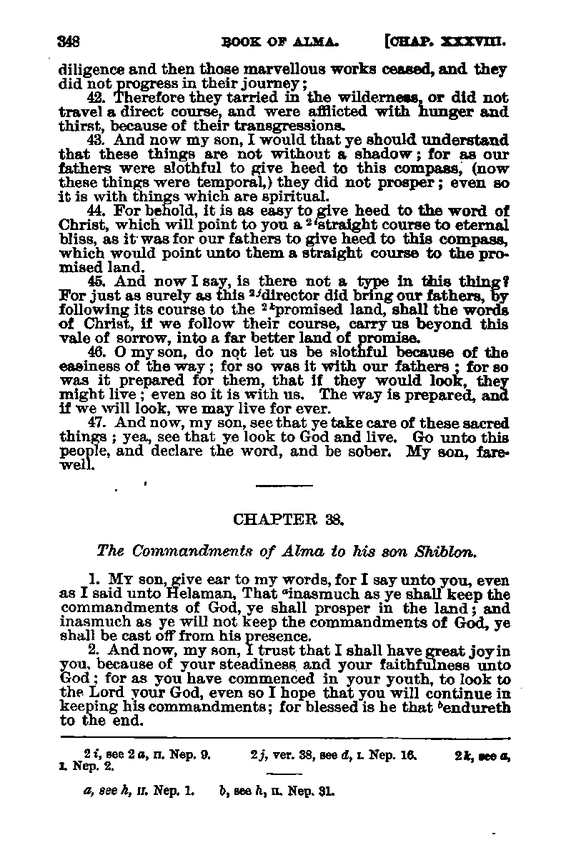 348 BOOK OF ALMA. [CHAP. XXXVIII.
diligence and then those marvellous works ceased, and they
did not progress in their journey;
42. Therefore they tarried in the wilderness, or did not
travel a direct course, and were afflicted with hunger and
thirst, because of their transgressions.
43. And now my son, I would that ye should understand
that these things are not without a shadow; for as our
fathers were slothful to give heed to this compass, (now
these things were temporal,) they did not prosper; even so
it is with things which are spiritual.
44. For behold, it is as easy to give heed to the word of
Christ, which will point to you a 2istraight course to eternal
bliss, as it was for our fathers to give heed to this compass,
which would point unto them a straight course to the pro-
mised land.
45. And now I say, is there not a type in this thing?
For just as surely as this 2jdirector did bring our fathers, by
following its course to the 2kpromised land, shall the words
of Christ, if we follow their course, carry us beyond this
vale of sorrow, into a far better land of promise.
46. O my son, do not let us be slothful because of the
easiness of the way; for so was it with our fathers; for so
was it prepared for them, that if they would look, they
might live; even so it is with us. The way is prepared, and
if we will look, we may live for ever.
47. And now, my son, see that ye take care of these sacred
things; yea, see that ye look to God and live. Go unto this
people, and declare the word, and be sober. My son, fare-
well.
CHAPTER 38.
The Commandments of Alma to his son Shiblon.
1. MY son, give ear to my words, for I say unto you, even
as I said unto Helaman, That ainasmuch as ye shall keep the
commandments of God, ye shall prosper in the land; and
inasmuch as ye will not keep the commandments of God, ye
shall be cast off from his presence.
2. And now, my son, I trust that I shall have great joy in
you, because of your steadiness and your faithfulness unto
God; for as you have commenced in your youth, to look to
the Lord your God, even so I hope that you will continue in
keeping his commandments; for blessed is he that bendureth
to the end.
2 i, see 2 a, II. Nep. 9. 2 j, ver. 38, see d, I. Nep. 16. 2 k, see a,
I. Nep. 2.
a, see h, II. Nep. 1. b, see h, II. Nep. 31.